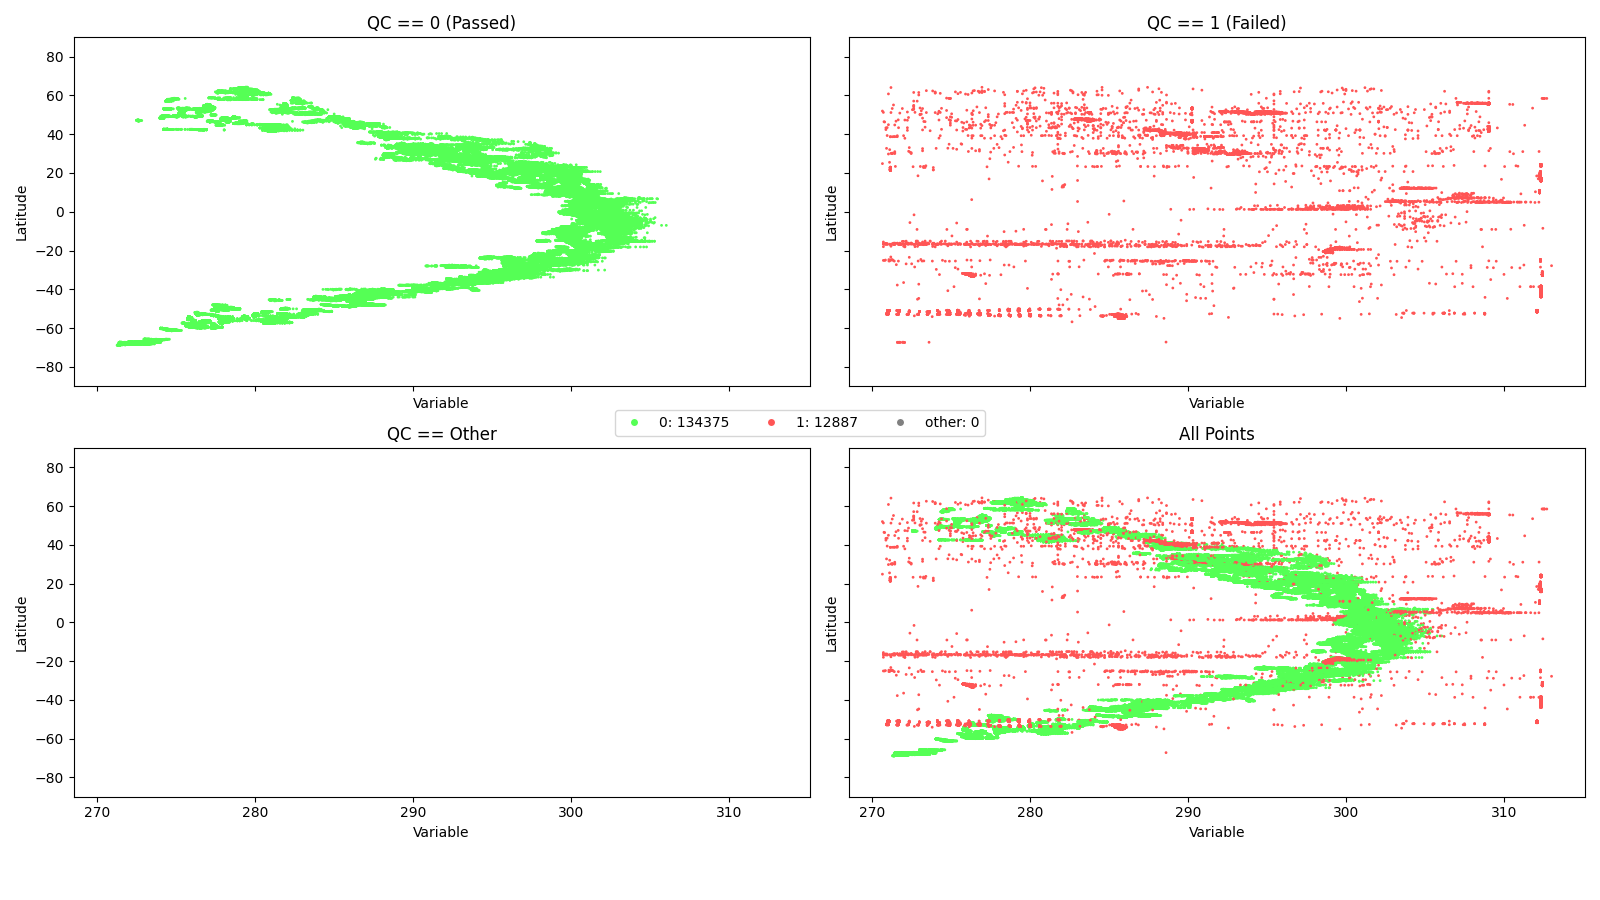 QC == 0 (Passed)
QC == 1 (Failed)
80
60
40
20
0
−20
−40
−60
−80
Latitude
Latitude
Variable
Variable
0: 134375
1: 12887
other: 0
QC == Other
All Points
80
60
40
20
0
−20
−40
−60
−80
Latitude
Latitude
270
280
290
300
310
270
280
290
300
310
Variable
Variable